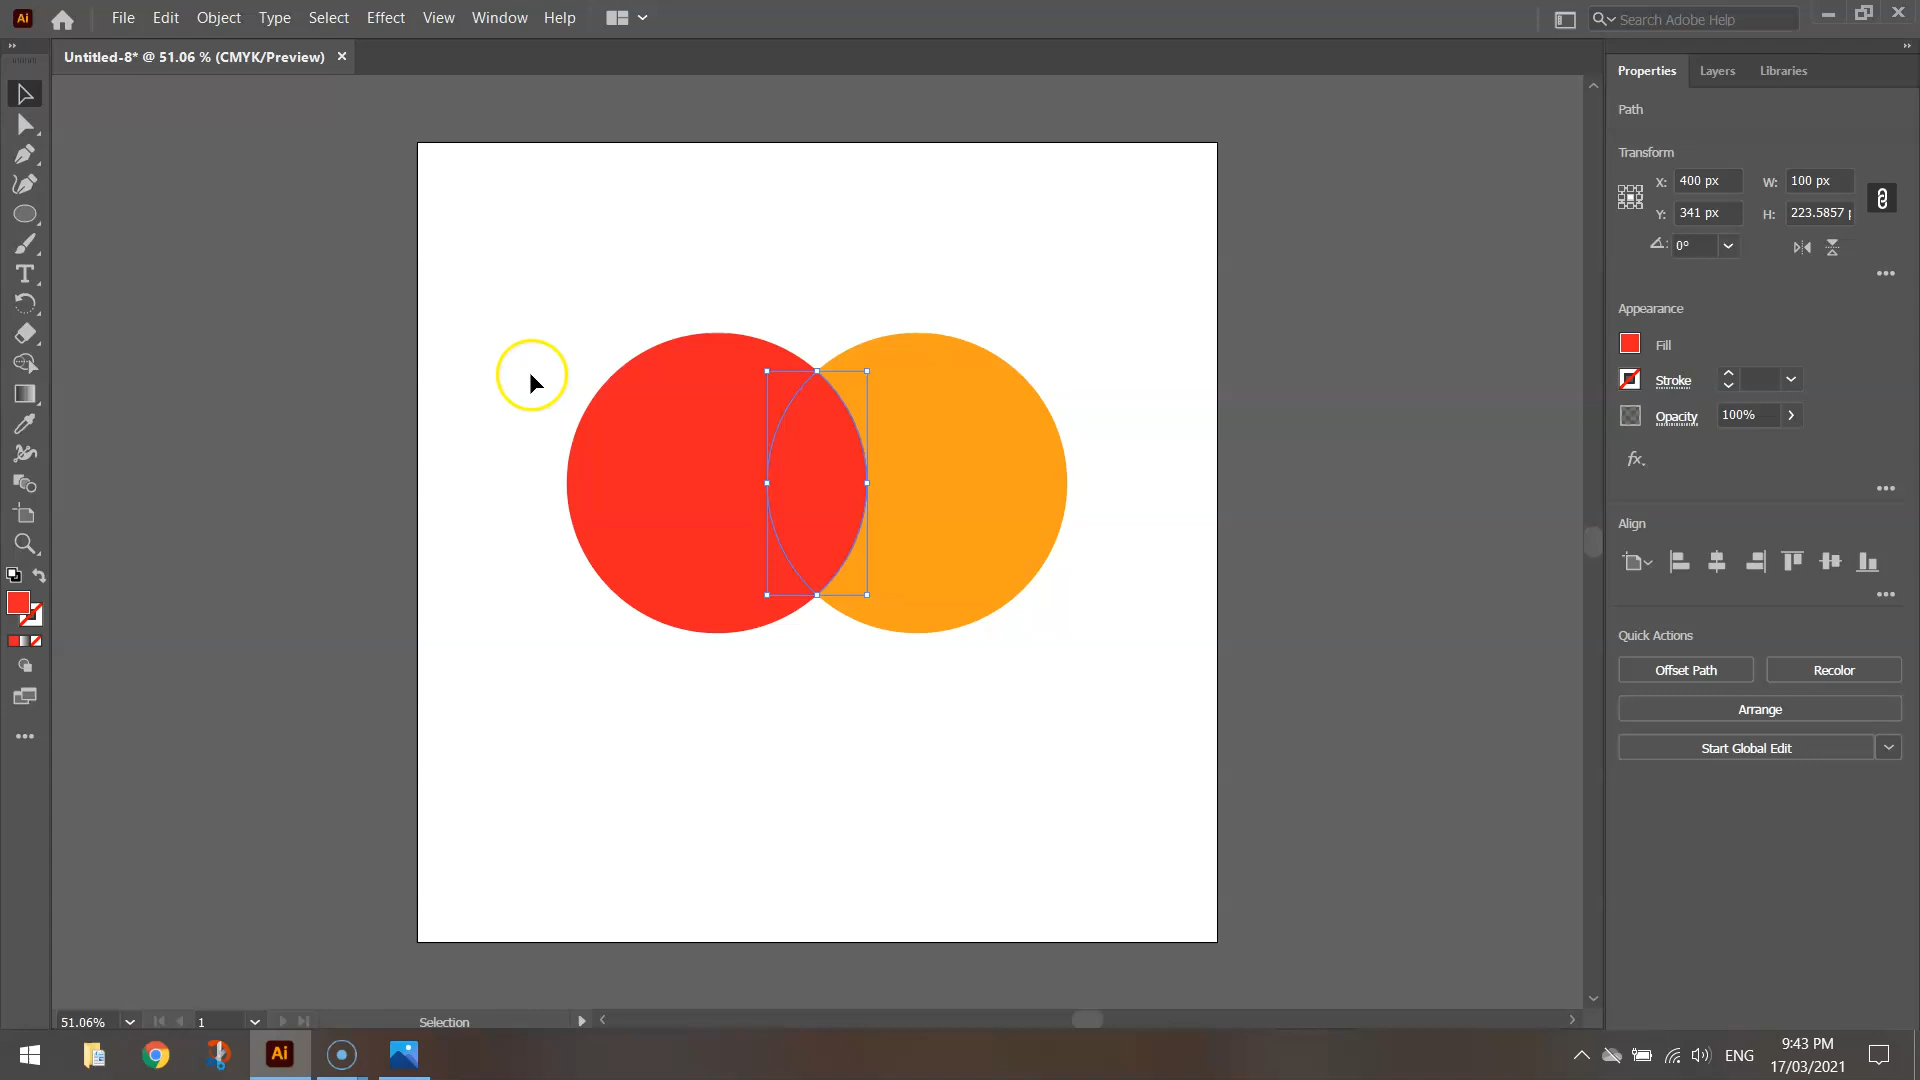 Ai File Edit Object Type Select Effect View Window Help Search Adobe Help
Untitled-8* @ 51.06 % (CMYK/Preview)
Properties Layers Libraries
Path
Transform
X: 400 px W: 100 px
Y: 341 px H: 223.5857 p
0°
Appearance
Fill
Stroke
Opacity 100%
fx.
Align
Quick Actions
Offset Path Recolor
Arrange
Start Global Edit
51.06% 1 Selection
Ai ENG 9:43 PM
17/03/2021